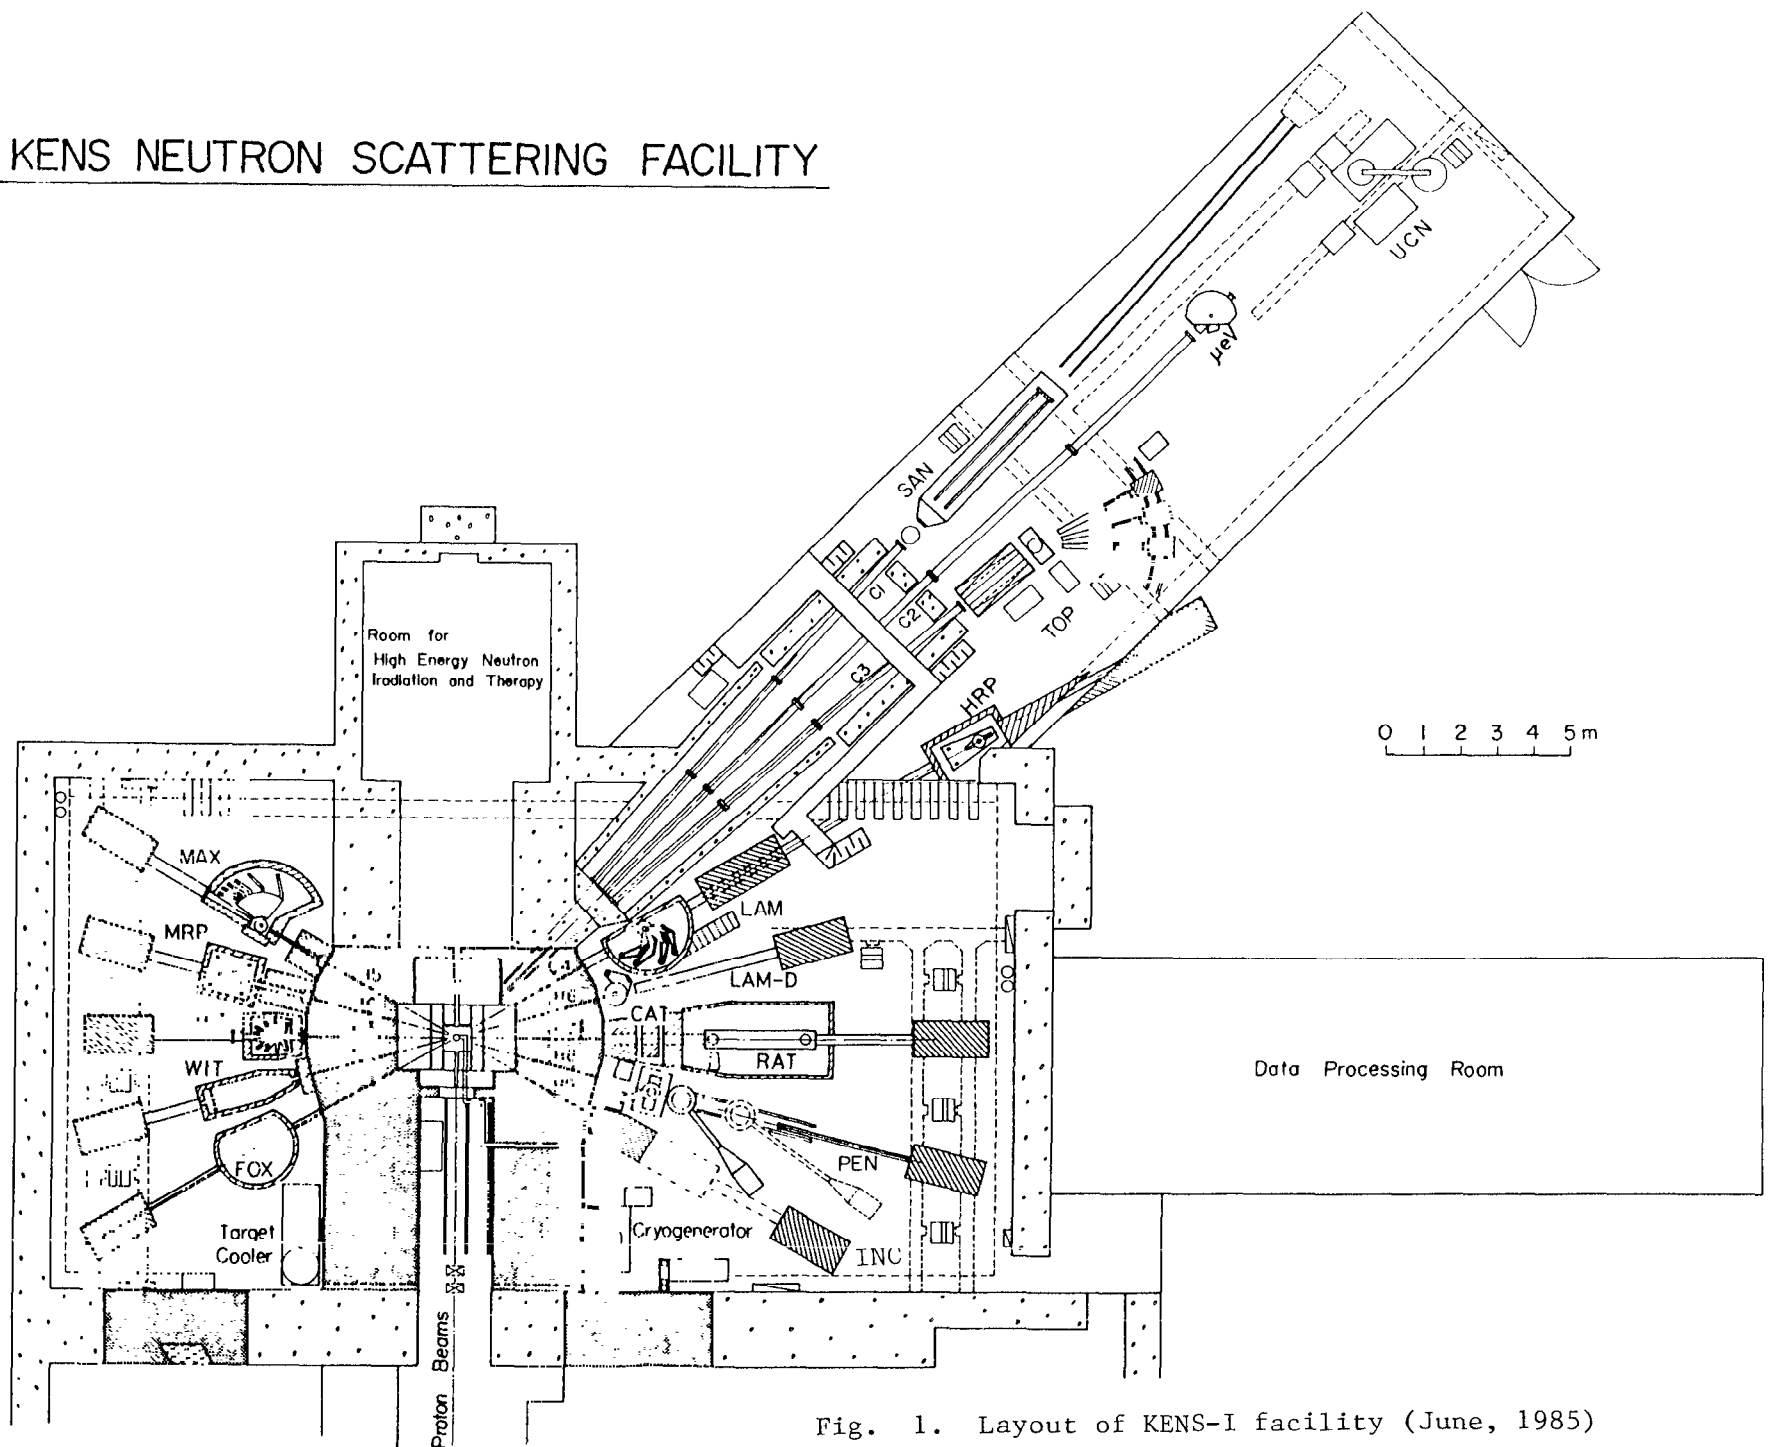 KENS NEUTRON SCATTERING FACILITY
UCN
μeV
SAN
C1
C2
TOP
Room for
High Energy Neutron
Iradiation and Therapy
C3
HRP
0 1 2 3 4 5m
MAX
LAM
MRP
LAM-D
CAT
WIT
RAT
Data Processing Room
FOX
PEN
Target
Cooler
Cryogenerator
INC
Proton Beams
Fig. 1. Layout of KENS-I facility (June, 1985)